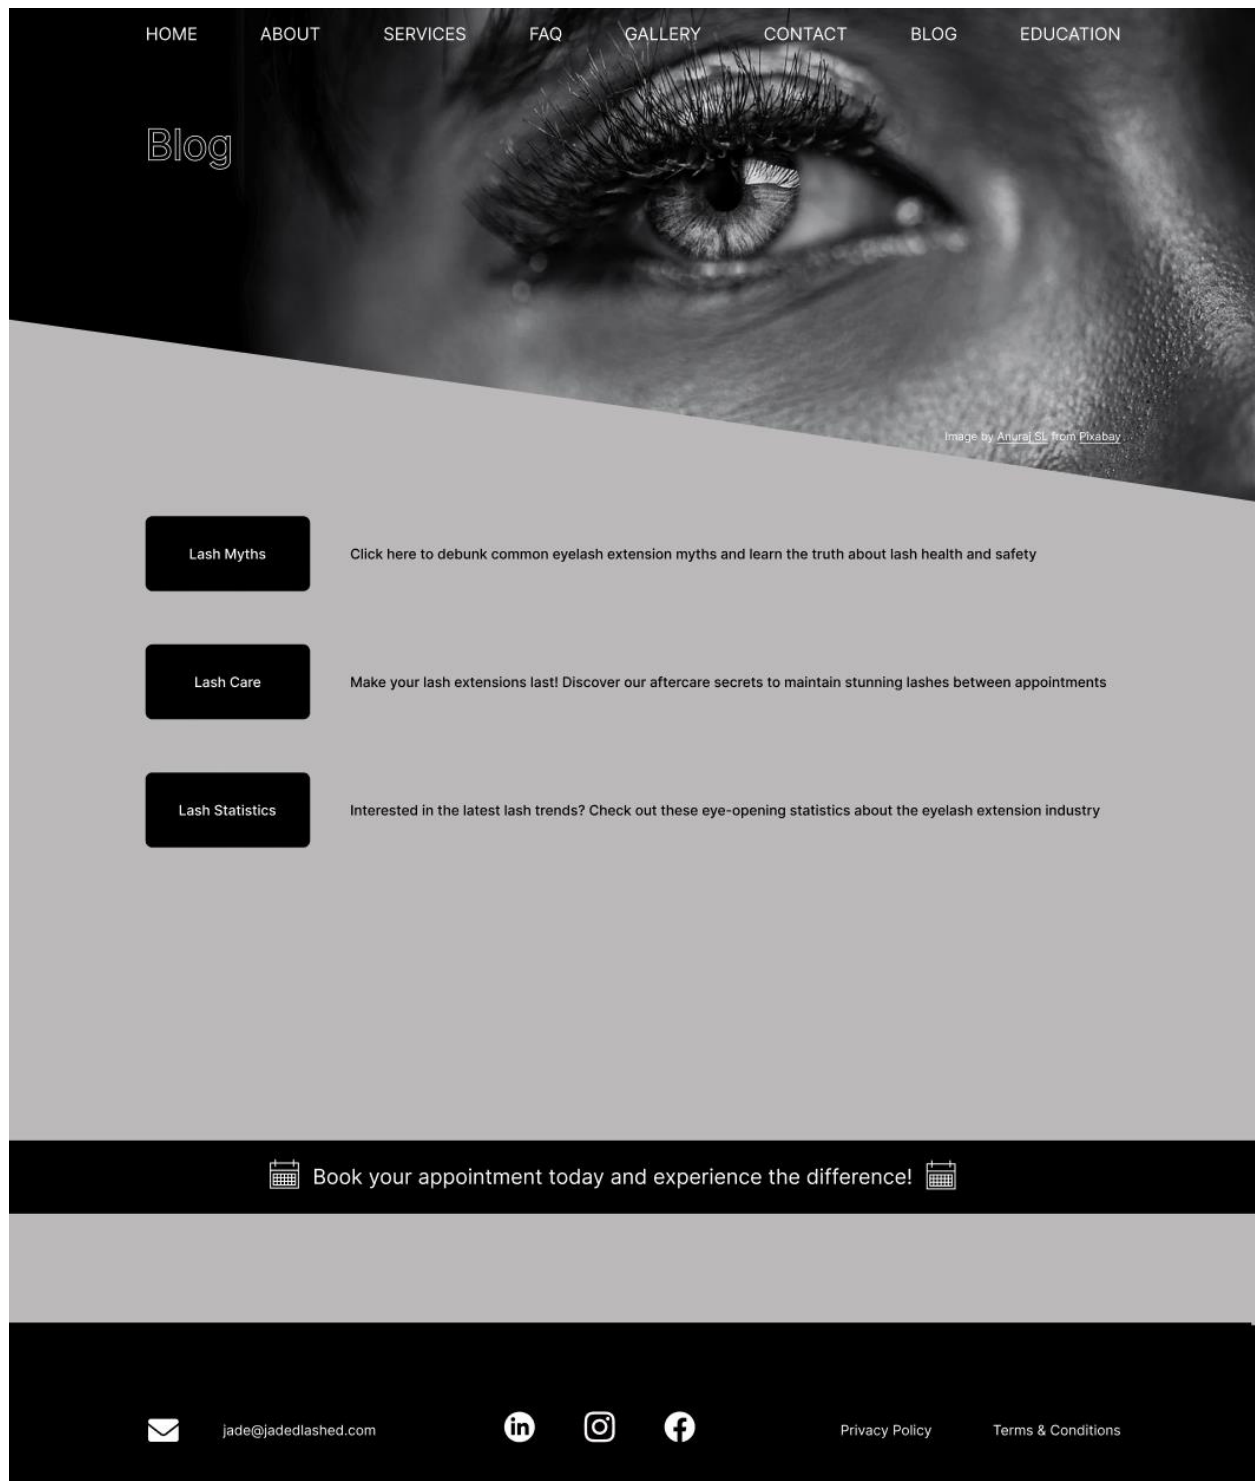 HOME ABOUT SERVICES FAQ GALLERY CONTACT BLOG EDUCATION
Blog
Image by Anuraj SL from Pixabay
Lash Myths Click here to debunk common eyelash extension myths and learn the truth about lash health and safety
Lash Care Make your lash extensions last! Discover our aftercare secrets to maintain stunning lashes between appointments
Lash Statistics Interested in the latest lash trends? Check out these eye-opening statistics about the eyelash extension industry
Book your appointment today and experience the difference!
jade@jadedlashed.com in Privacy Policy Terms & Conditions